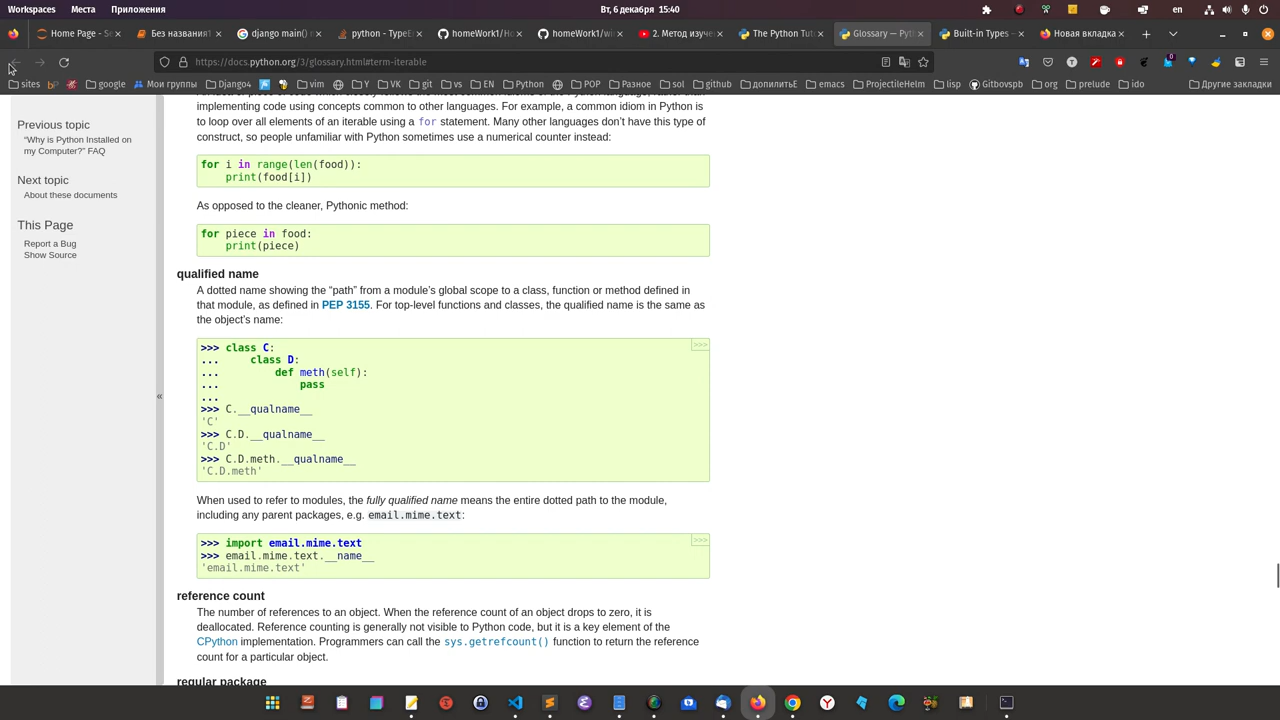 Workspaces Места Приложения Вт, 6 декабря 15:40 en
Home Page - Se Без названия1 django main() e python - TypeE homeWork1/Ho homeWork1/wi 2. Метод изучен The Python Tuto Glossary — Pyth Built-in Types — Новая вкладка
https://docs.python.org/3/glossary.html#term-iterable
sites google Мои группы vim Y VK git vs EN Python POP Разное sol github допилитьЕ emacs ProjectileHelm lisp Gitbovspb org prelude ido Другие закладки
implementing code using concepts common to other languages. For example, a common idiom in Python is
to loop over all elements of an iterable using a for statement. Many other languages don't have this type of
construct, so people unfamiliar with Python sometimes use a numerical counter instead:
for i in range(len(food)):
    print(food[i])
As opposed to the cleaner, Pythonic method:
for piece in food:
    print(piece)
qualified name
A dotted name showing the “path” from a module's global scope to a class, function or method defined in
that module, as defined in PEP 3155. For top-level functions and classes, the qualified name is the same as
the object's name:
>>> class C:
...     class D:
...         def meth(self):
...             pass
...
>>> C.__qualname__
'C'
>>> C.D.__qualname__
'C.D'
>>> C.D.meth.__qualname__
'C.D.meth'
>>>
When used to refer to modules, the fully qualified name means the entire dotted path to the module,
including any parent packages, e.g. email.mime.text:
>>> import email.mime.text
>>> email.mime.text.__name__
'email.mime.text'
>>>
reference count
The number of references to an object. When the reference count of an object drops to zero, it is
deallocated. Reference counting is generally not visible to Python code, but it is a key element of the
CPython implementation. Programmers can call the sys.getrefcount() function to return the reference
count for a particular object.
regular package
Previous topic
“Why is Python Installed on
my Computer?” FAQ
Next topic
About these documents
This Page
Report a Bug
Show Source
«